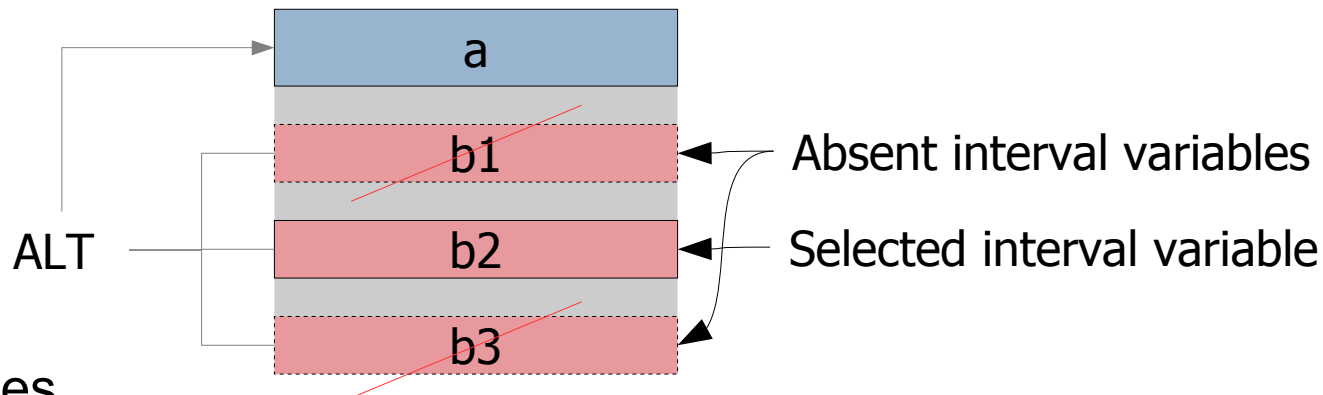 a
b1
Absent interval variables
ALT
b2
Selected interval variable
b3